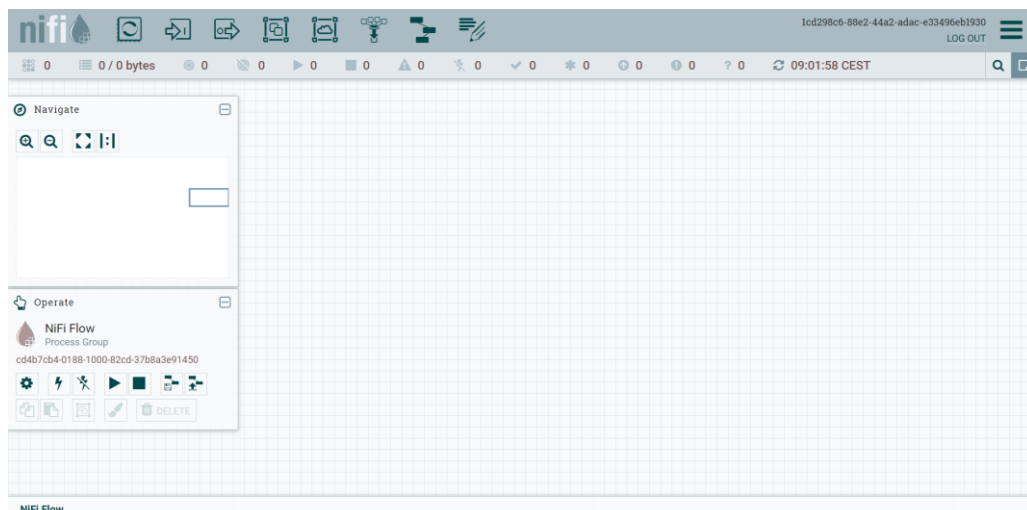 nifi
1cd298c6-88e2-44a2-adac-e33496eb1930
LOG OUT
0 0 / 0 bytes 0 0 0 0 0 0 0 0 0 0 ? 0 09:01:58 CEST
Navigate
Operate
NiFi Flow
Process Group
cd4b7cb4-0188-1000-82cd-37b8a3e91450
DELETE
NiFi Flow